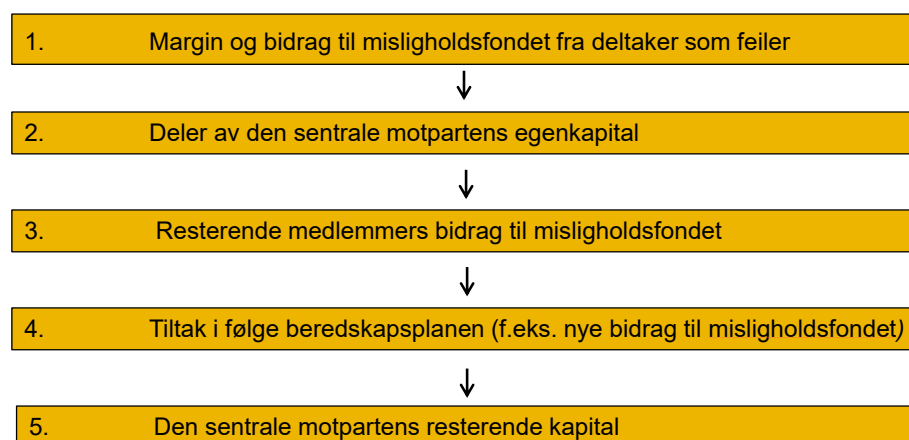 1. Margin og bidrag til misligholdsfondet fra deltaker som feiler
2. Deler av den sentrale motpartens egenkapital
3. Resterende medlemmers bidrag til misligholdsfondet
4. Tiltak i følge beredskapsplanen (f.eks. nye bidrag til misligholdsfondet)
5. Den sentrale motpartens resterende kapital